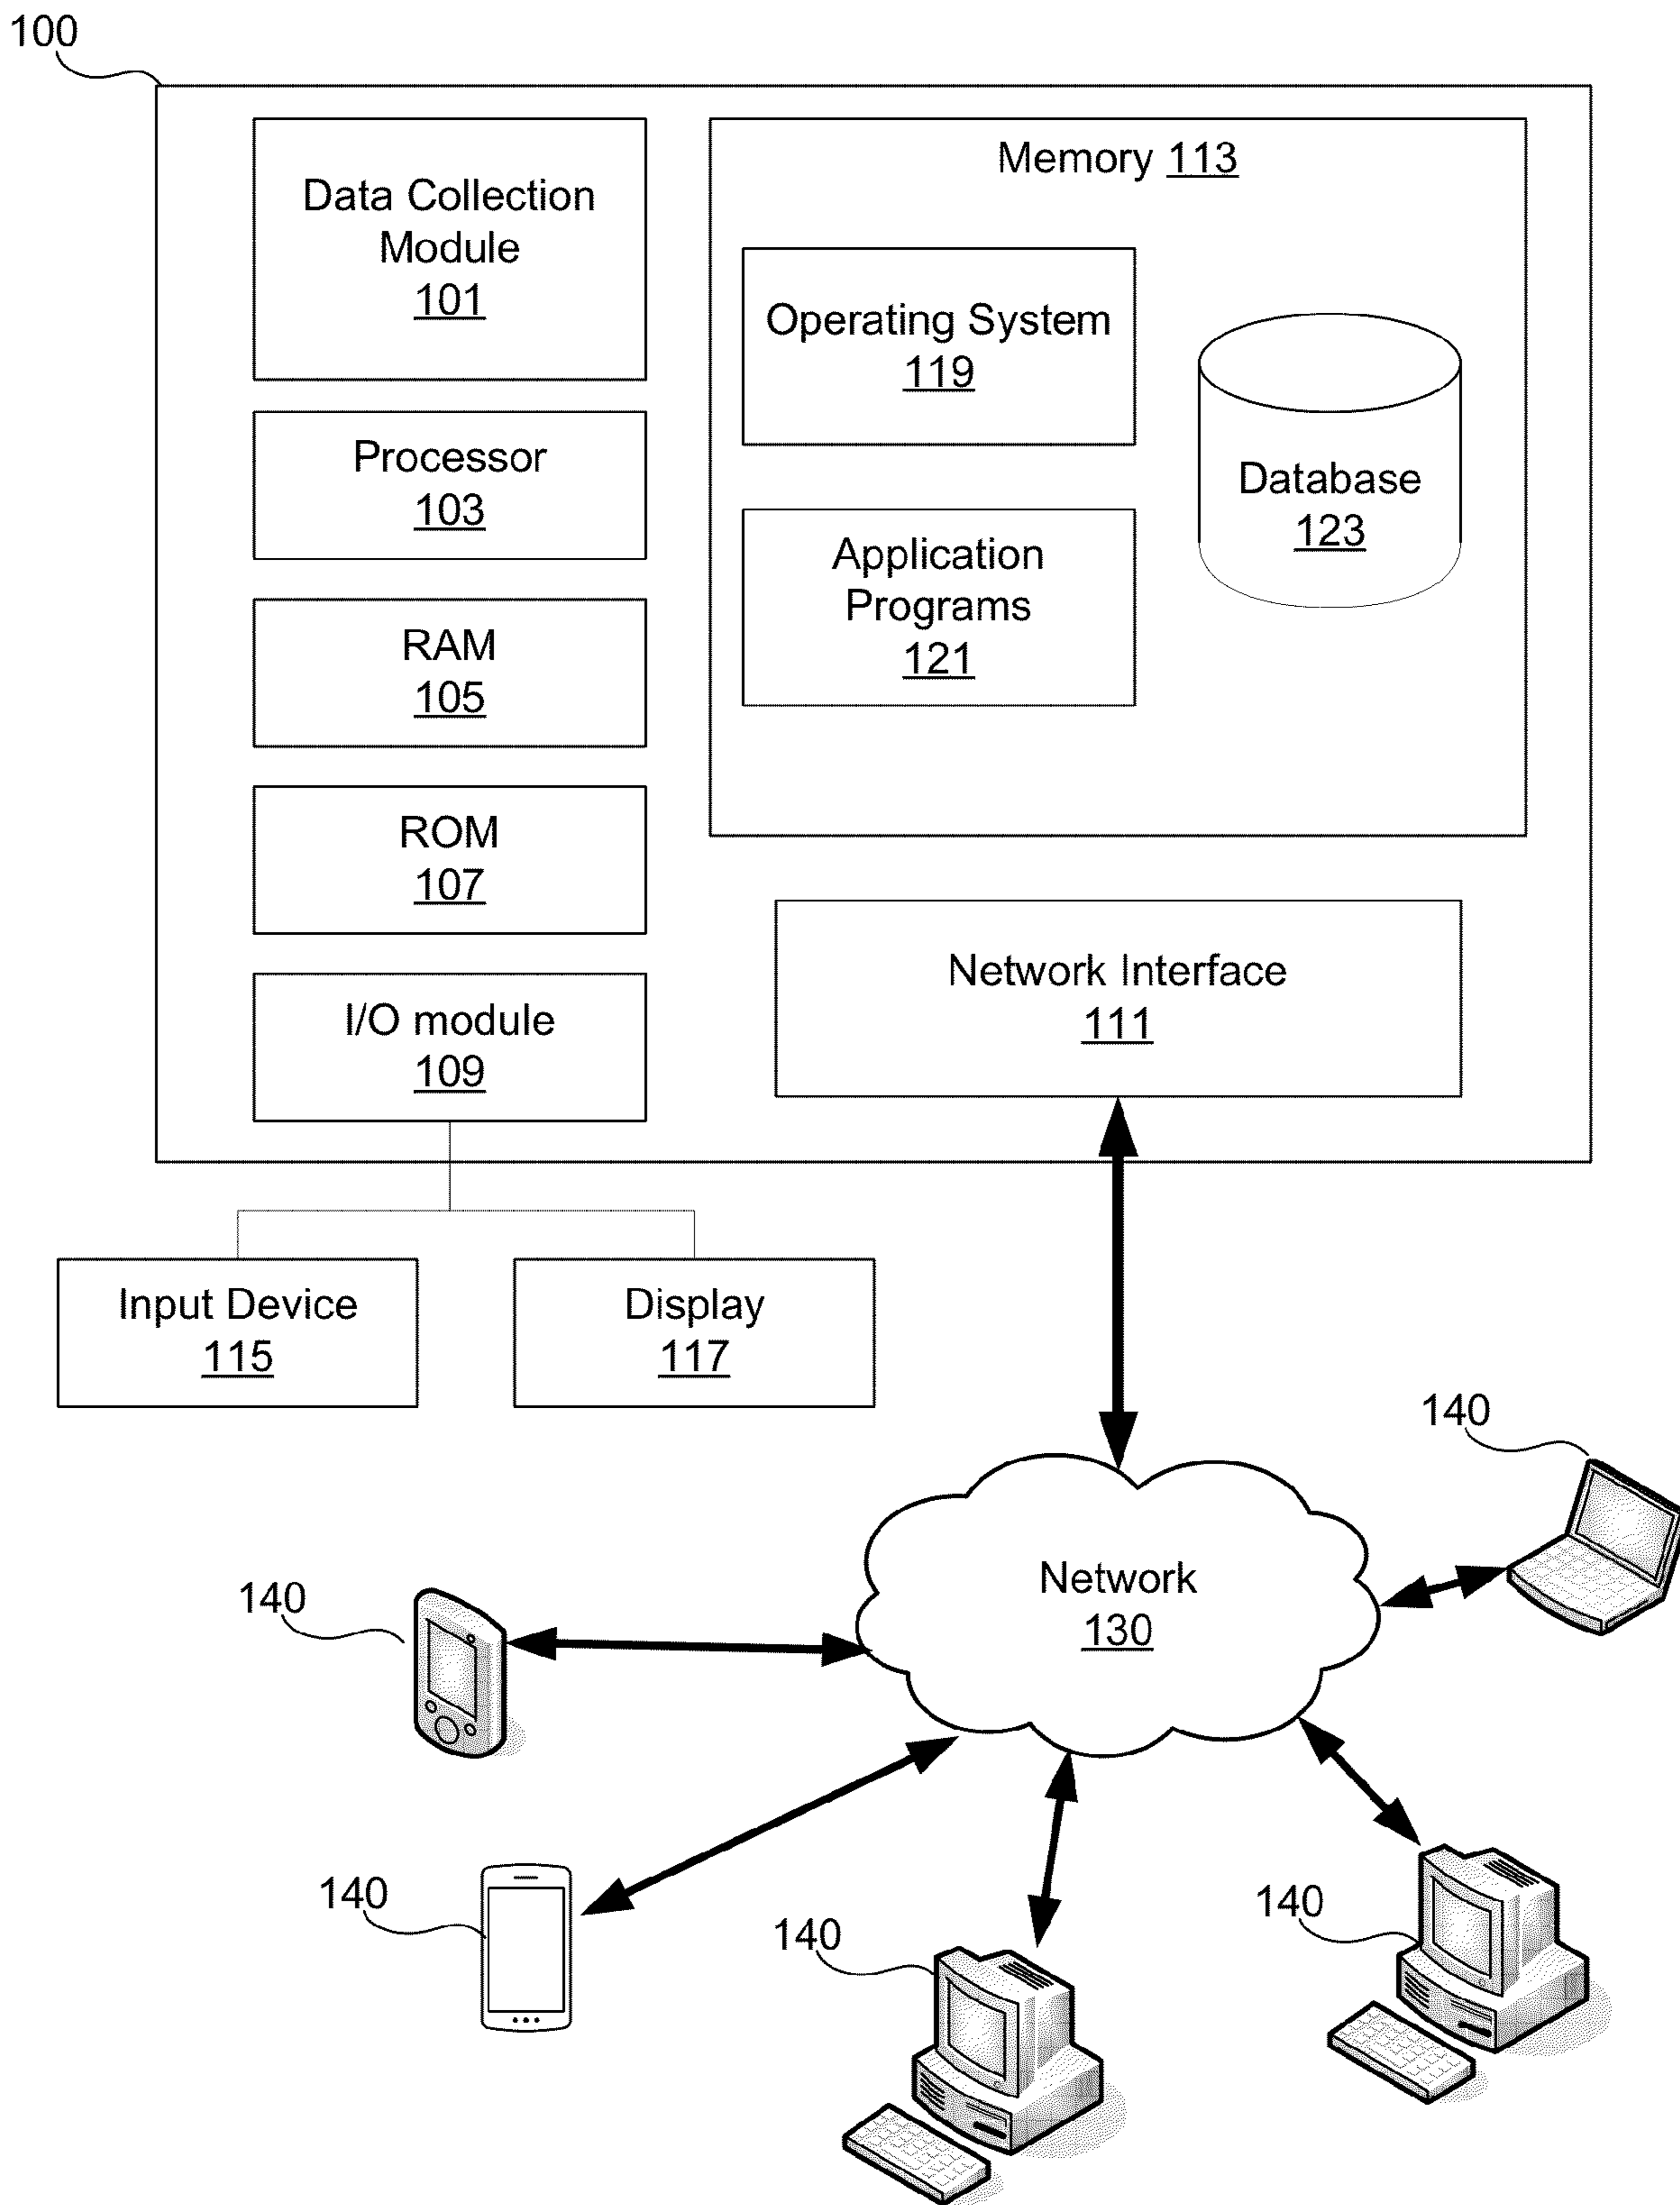 100
Data Collection
Module
101
Processor
103
RAM
105
ROM
107
I/O module
109
Memory 113
Operating System
119
Application
Programs
121
Database
123
Network Interface
111
Input Device
115
Display
117
Network
130
140
140
140
140
140